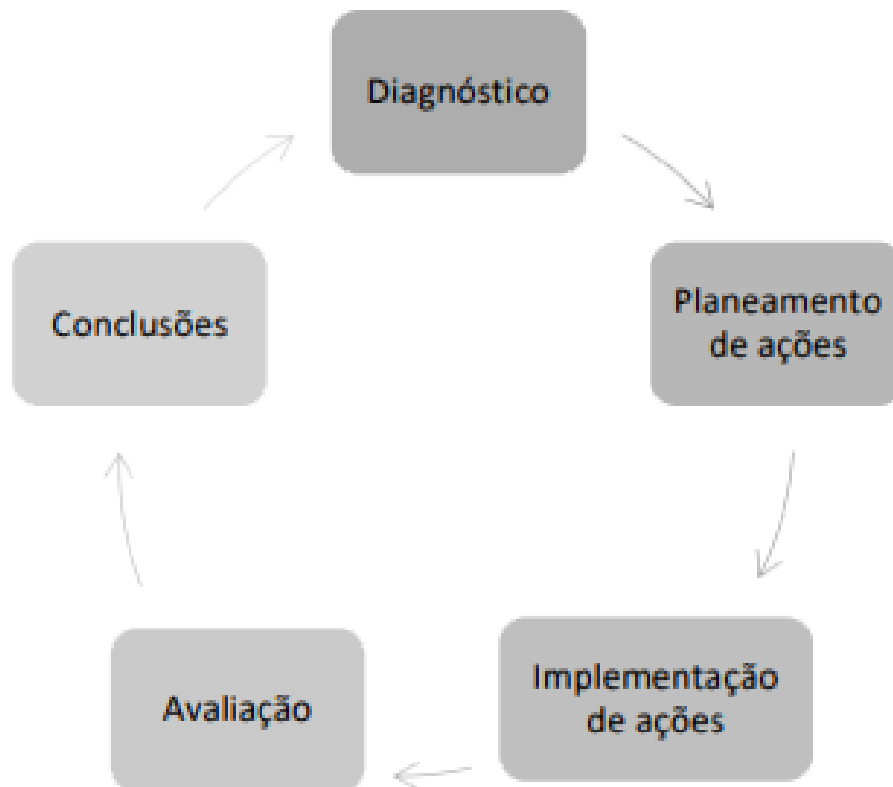 Diagnóstico
Planeamento
de ações
Implementação
de ações
Avaliação
Conclusões